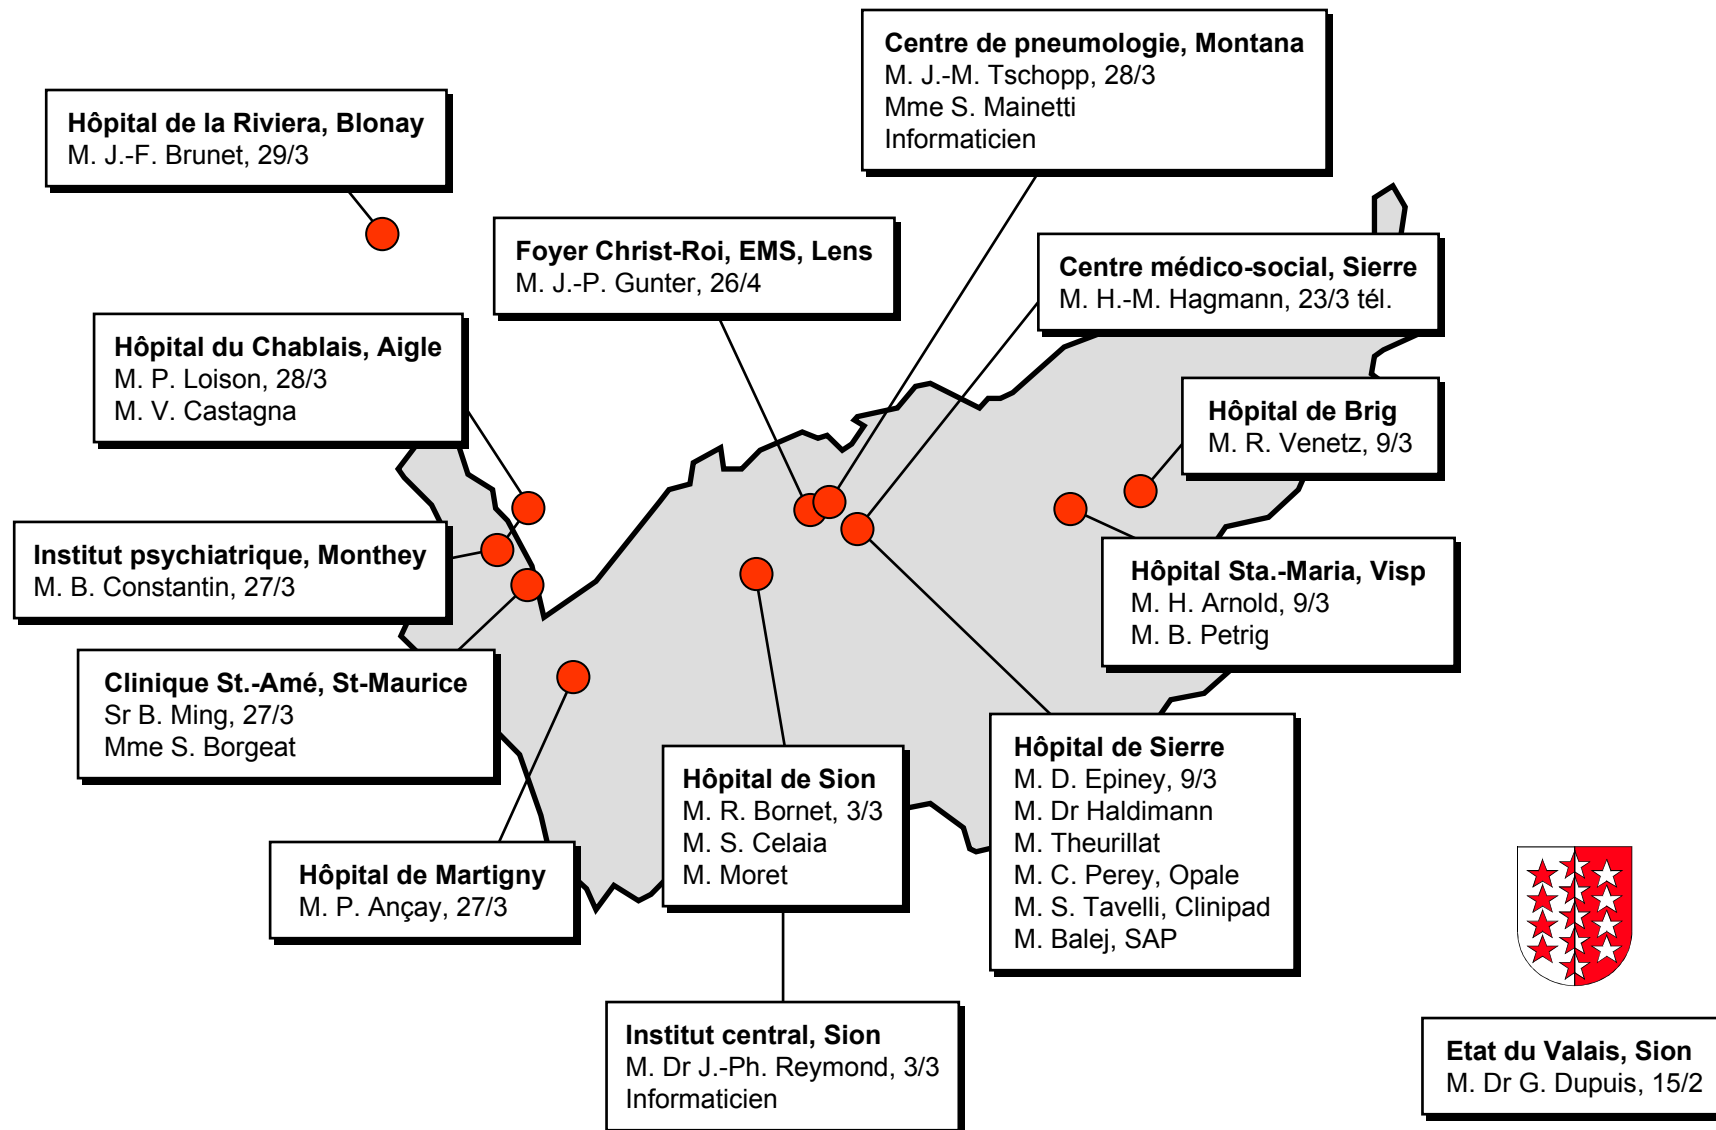 Centre de pneumologie, Montana
M. J.-M. Tschopp, 28/3
Mme S. Mainetti
Informaticien
Hôpital de la Riviera, Blonay
M. J.-F. Brunet, 29/3
Foyer Christ-Roi, EMS, Lens
M. J.-P. Gunter, 26/4
Centre médico-social, Sierre
M. H.-M. Hagmann, 23/3 tél.
Hôpital du Chablais, Aigle
M. P. Loison, 28/3
M. V. Castagna
Hôpital de Brig
M. R. Venetz, 9/3
Institut psychiatrique, Monthey
M. B. Constantin, 27/3
Hôpital Sta.-Maria, Visp
M. H. Arnold, 9/3
M. B. Petrig
Clinique St.-Amé, St-Maurice
Sr B. Ming, 27/3
Mme S. Borgeat
Hôpital de Sion
M. R. Bornet, 3/3
M. S. Celaia
M. Moret
Hôpital de Sierre
M. D. Epiney, 9/3
M. Dr Haldimann
M. Theurillat
M. C. Perey, Opale
M. S. Tavelli, Clinipad
M. Balej, SAP
Hôpital de Martigny
M. P. Ançay, 27/3
Institut central, Sion
M. Dr J.-Ph. Reymond, 3/3
Informaticien
Etat du Valais, Sion
M. Dr G. Dupuis, 15/2